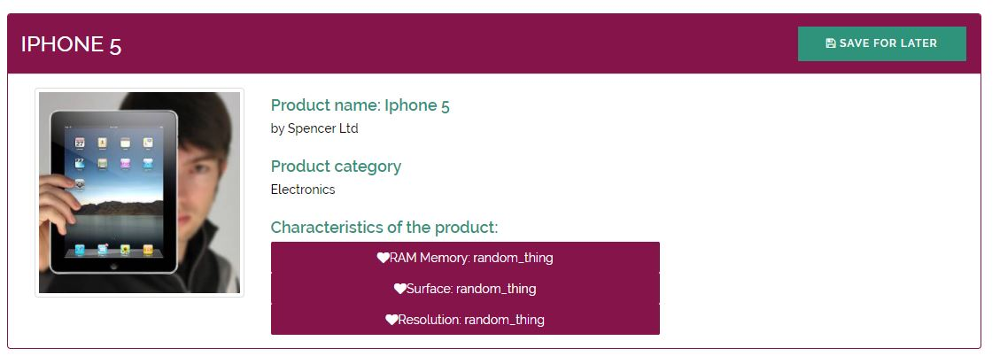 IPHONE 5
SAVE FOR LATER
Product name: Iphone 5
by Spencer Ltd
Product category
Electronics
Characteristics of the product:
RAM Memory: random_thing
Surface: random_thing
Resolution: random_thing